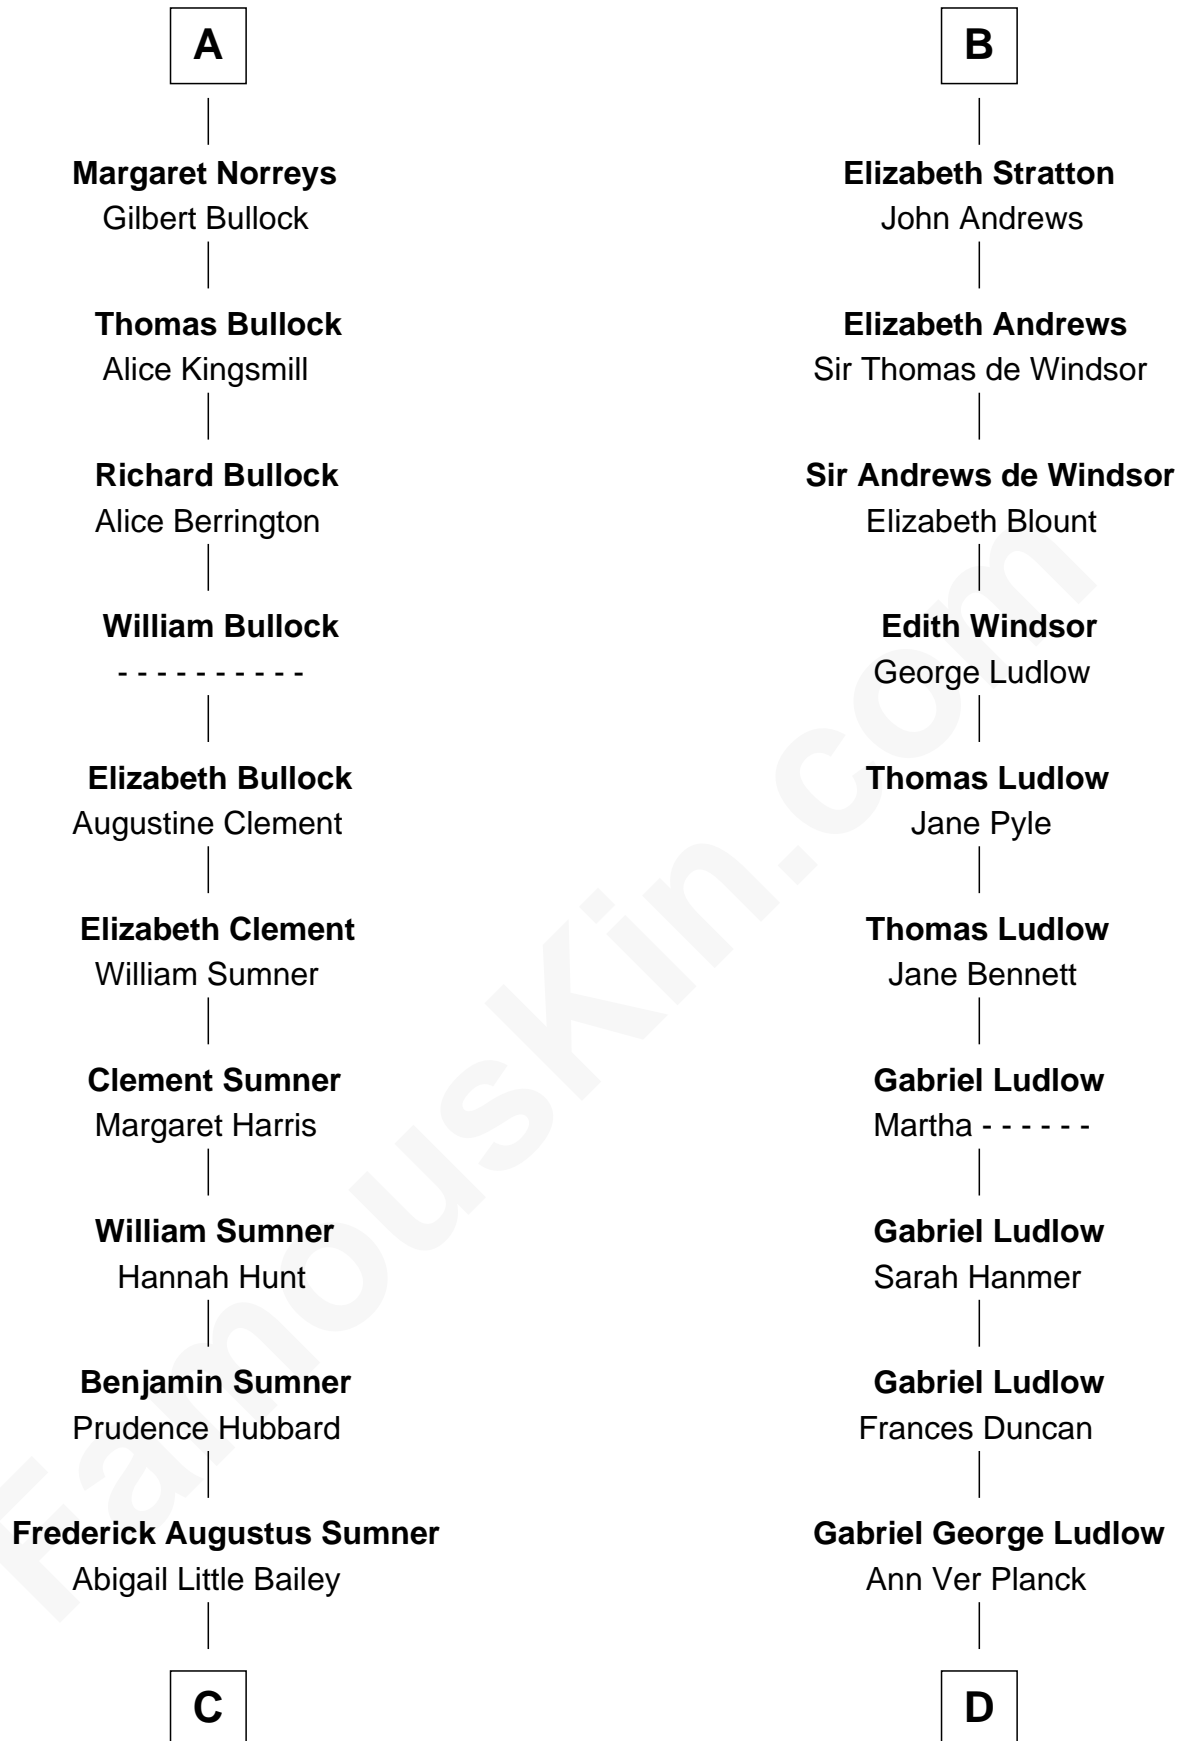 A
Margaret Norreys
Gilbert Bullock
Thomas Bullock
Alice Kingsmill
Richard Bullock
Alice Berrington
William Bullock
- - - - - - - - - -
Elizabeth Bullock
Augustine Clement
Elizabeth Clement
William Sumner
Clement Sumner
Margaret Harris
William Sumner
Hannah Hunt
Benjamin Sumner
Prudence Hubbard
Frederick Augustus Sumner
Abigail Little Bailey
C
B
Elizabeth Stratton
John Andrews
Elizabeth Andrews
Sir Thomas de Windsor
Sir Andrews de Windsor
Elizabeth Blount
Edith Windsor
George Ludlow
Thomas Ludlow
Jane Pyle
Thomas Ludlow
Jane Bennett
Gabriel Ludlow
Martha - - - - - -
Gabriel Ludlow
Sarah Hanmer
Gabriel Ludlow
Frances Duncan
Gabriel George Ludlow
Ann Ver Planck
D
FamousKin.com